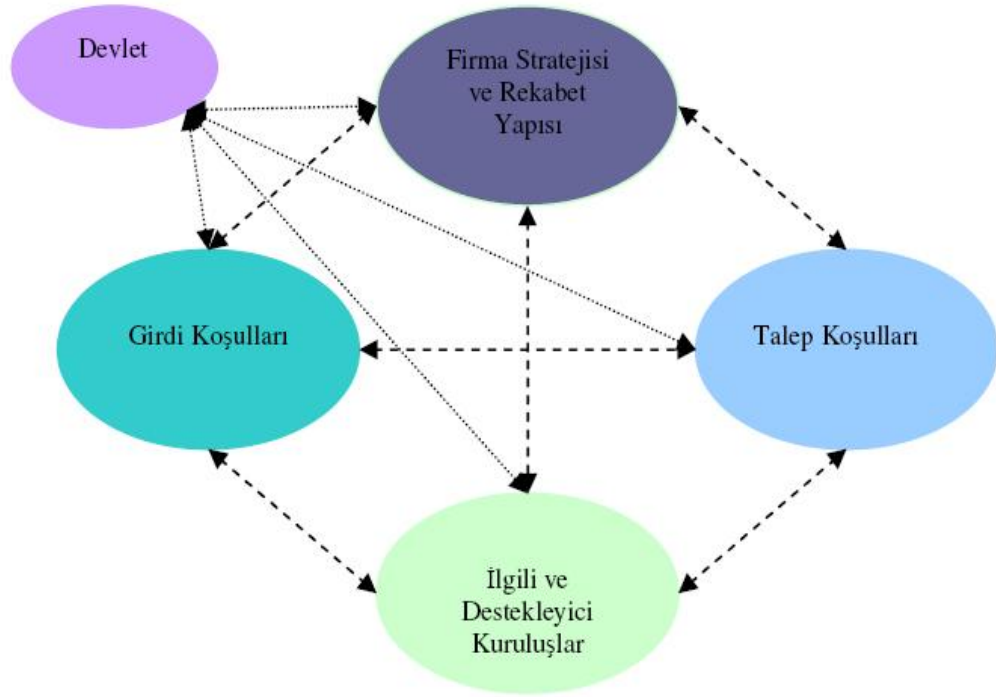 Devlet
Firma Stratejisi
ve Rekabet
Yapısı
Girdi Koşulları
Talep Koşulları
İlgili ve
Destekleyici
Kuruluşlar